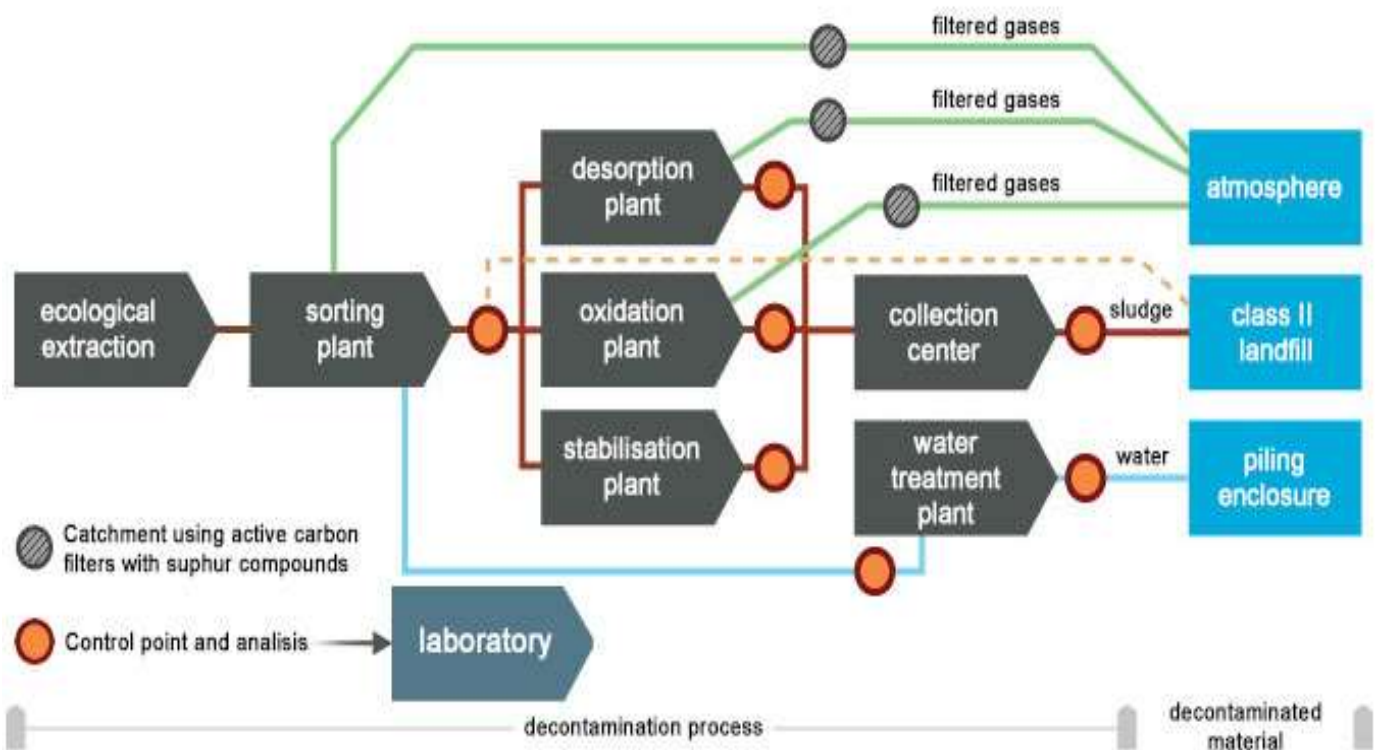 filtered gases
filtered gases
filtered gases
desorption
plant
atmosphere
ecological
extraction
sorting
plant
oxidation
plant
collection
center
sludge
class II
landfill
stabilisation
plant
water
treatment
plant
water
piling
enclosure
Catchment using active carbon
filters with suphur compounds
Control point and analisis
laboratory
decontamination process
decontaminated
material